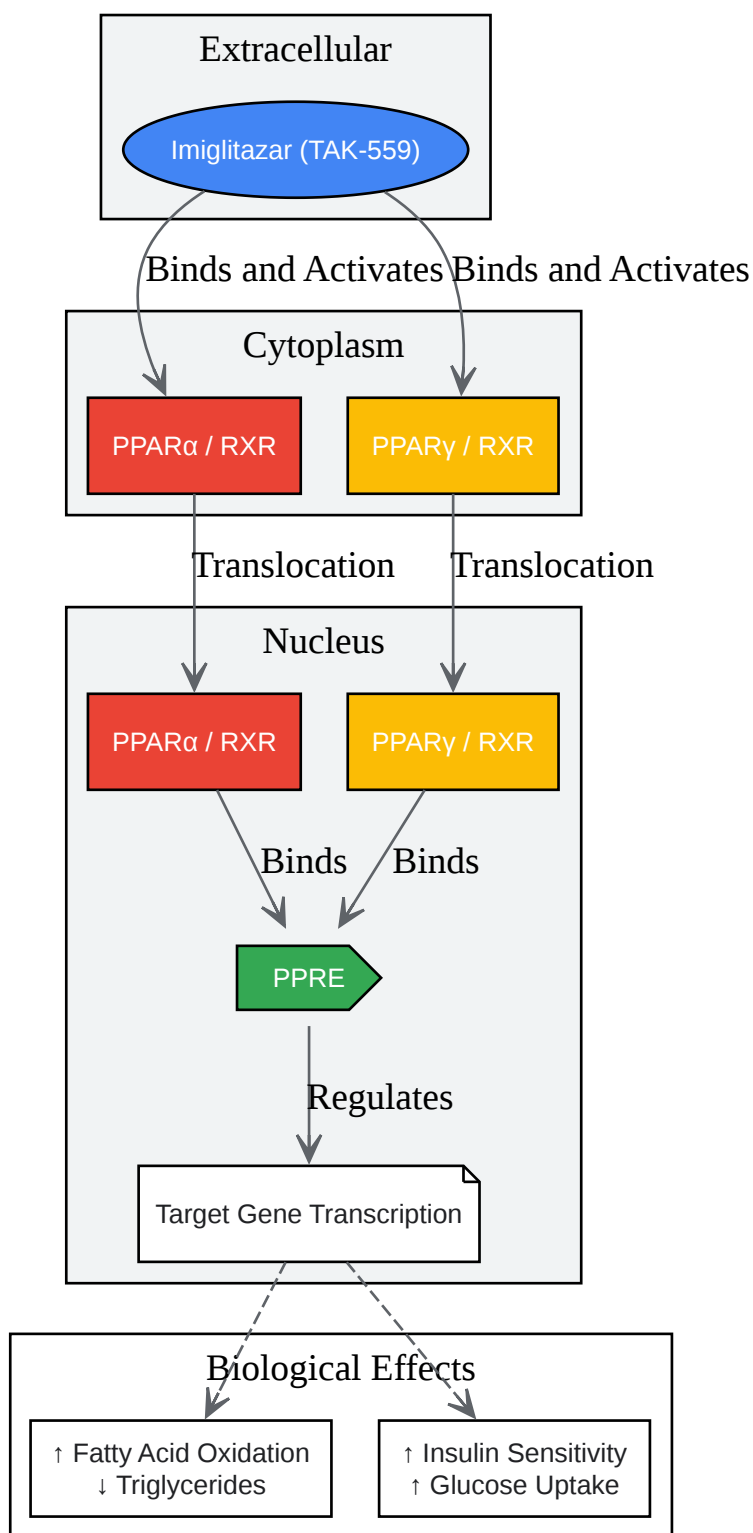 Extracellular
Imiglitazar (TAK-559)
Binds and Activates
Binds and Activates
Cytoplasm
PPARα / RXR
PPARγ / RXR
Translocation
Translocation
Nucleus
PPARα / RXR
PPARγ / RXR
Binds
Binds
PPRE
Regulates
Target Gene Transcription
Biological Effects
↑ Fatty Acid Oxidation
↓ Triglycerides
↑ Insulin Sensitivity
↑ Glucose Uptake